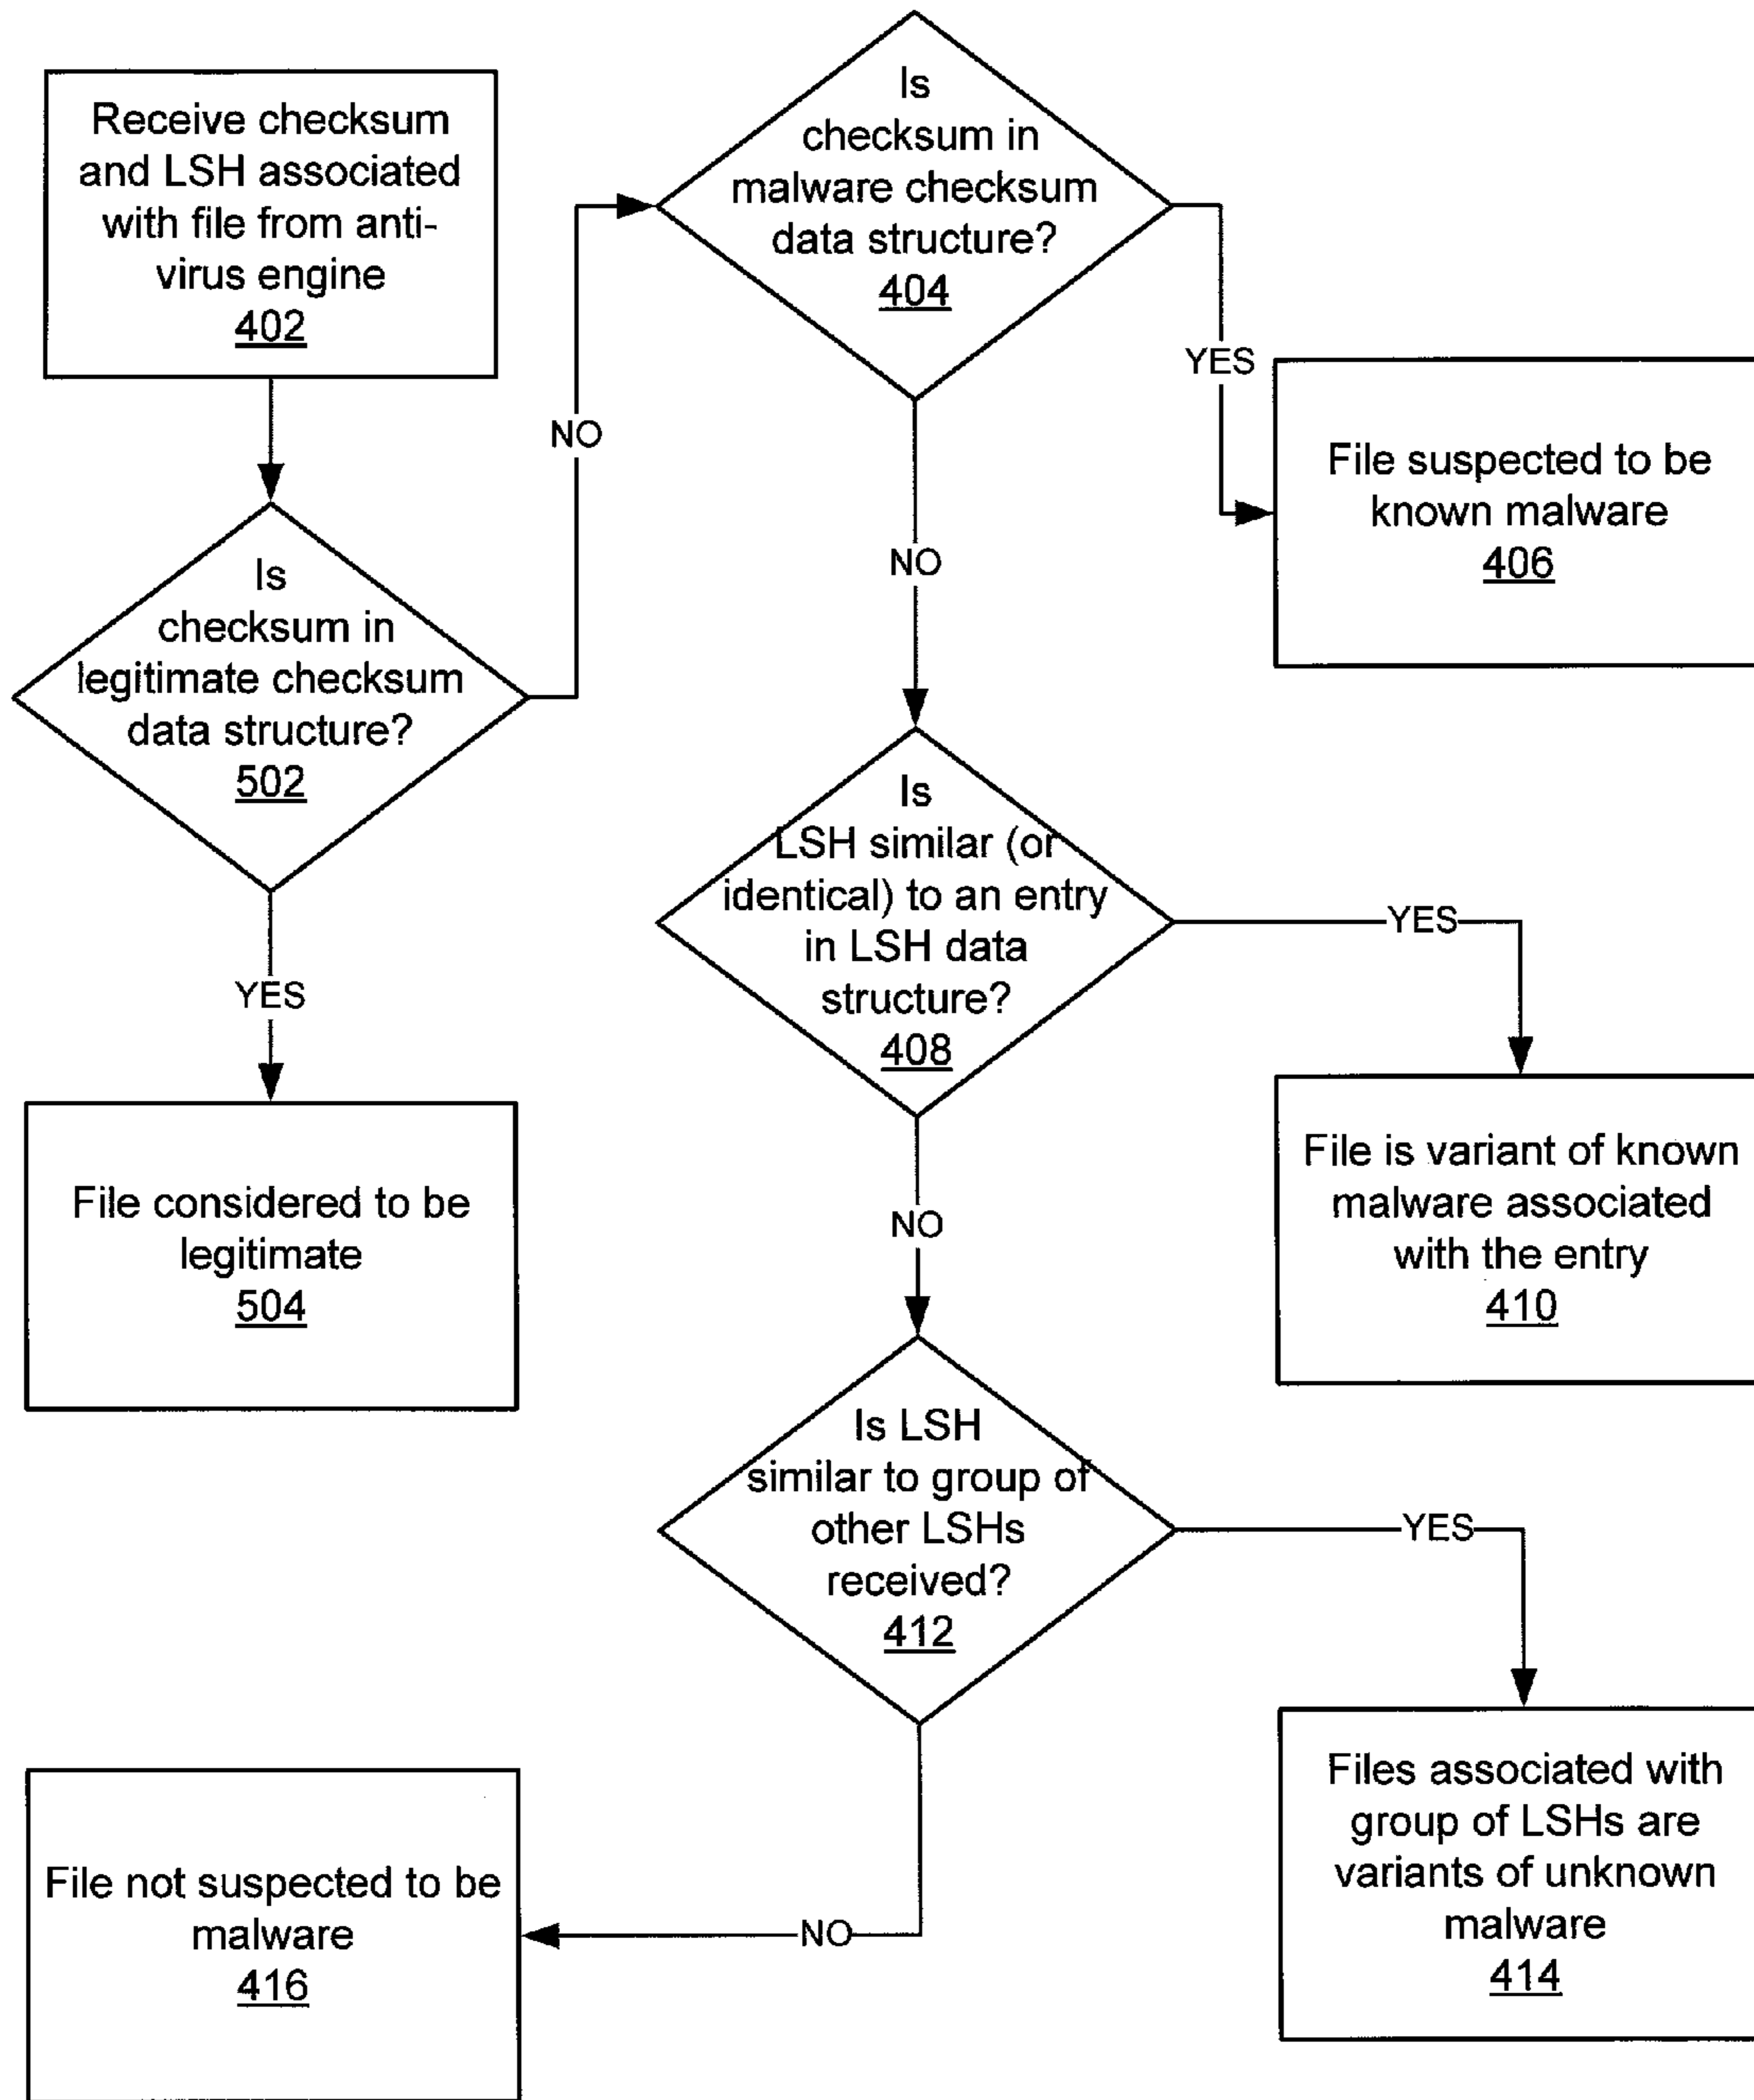 Receive checksum
and LSH associated
with file from anti-
virus engine
402
Is
checksum in
legitimate checksum
data structure?
502
YES
File considered to be
legitimate
504
NO
Is
checksum in
malware checksum
data structure?
404
YES
File suspected to be
known malware
406
NO
Is
LSH similar (or
identical) to an entry
in LSH data
structure?
408
YES
File is variant of known
malware associated
with the entry
410
NO
Is LSH
similar to group of
other LSHs
received?
412
YES
Files associated with
group of LSHs are
variants of unknown
malware
414
NO
File not suspected to be
malware
416